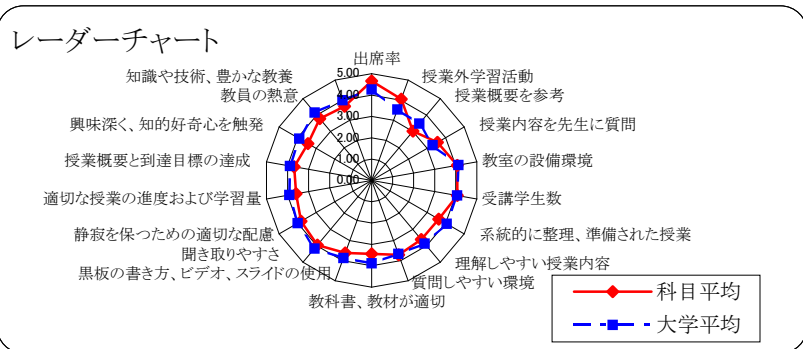 レーダーチャート
出席率
授業外学習活動
授業概要を参考
授業内容を先生に質問
教室の設備環境
受講学生数
系統的に整理、準備された授業
理解しやすい授業内容
質問しやすい環境
教科書、教材が適切
黒板の書き方、ビデオ、スライドの使用
聞き取りやすさ
静寂を保つための適切な配慮
適切な授業の進度および学習量
授業概要と到達目標の達成
興味深く、知的好奇心を触発
教員の熱意
知識や技術、豊かな教養
5.00
4.00
3.00
2.00
1.00
0.00
科目平均
大学平均